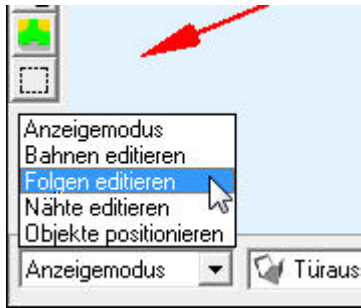 Anzeigemodus
Bahnen editieren
Folgen editieren
Nähte editieren
Objekte positionieren
Anzeigemodus
Türaus